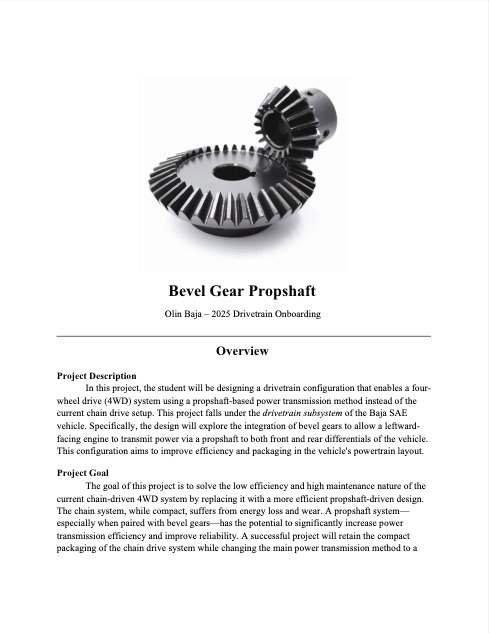 Bevel Gear Propshaft
Olin Baja – 2025 Drivetrain Onboarding
Overview
Project Description
In this project, the student will be designing a drivetrain configuration that enables a four-
wheel drive (4WD) system using a propshaft-based power transmission method instead of the
current chain drive setup. This project falls under the drivetrain subsystem of the Baja SAE
vehicle. Specifically, the design will explore the integration of bevel gears to allow a leftward-
facing engine to transmit power via a propshaft to both front and rear differentials of the vehicle.
This configuration aims to improve efficiency and packaging in the vehicle's powertrain layout.
Project Goal
The goal of this project is to solve the low efficiency and high maintenance nature of the
current chain-driven 4WD system by replacing it with a more efficient propshaft-driven design.
The chain system, while compact, suffers from energy loss and wear. A propshaft system—
especially when paired with bevel gears—has the potential to significantly increase power
transmission efficiency and improve reliability. A successful project will retain the compact
packaging of the chain drive system while changing the main power transmission method to a